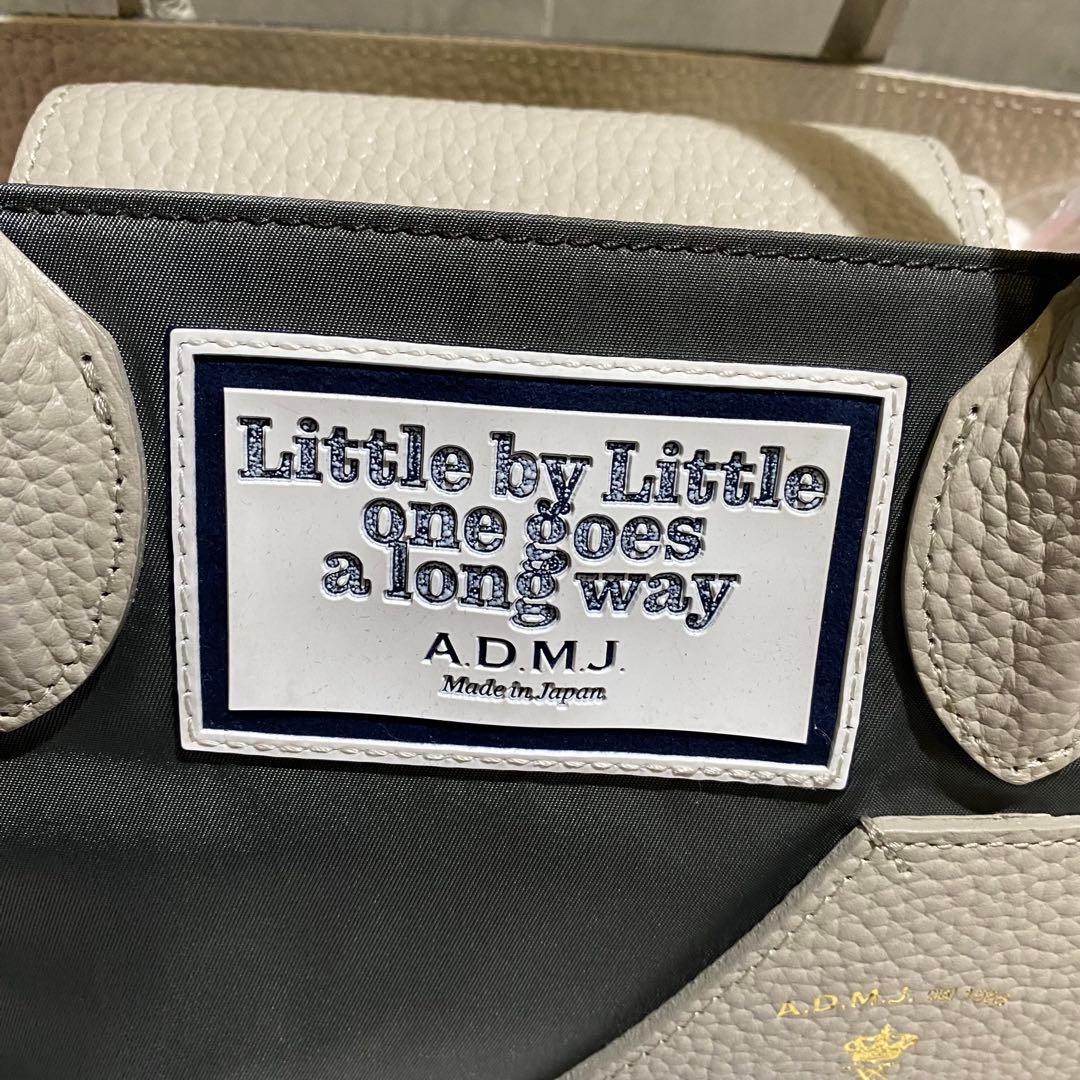 Little by Little
one goes
a long way
A.D.M.J.
Made in Japan
A.D.M.J.